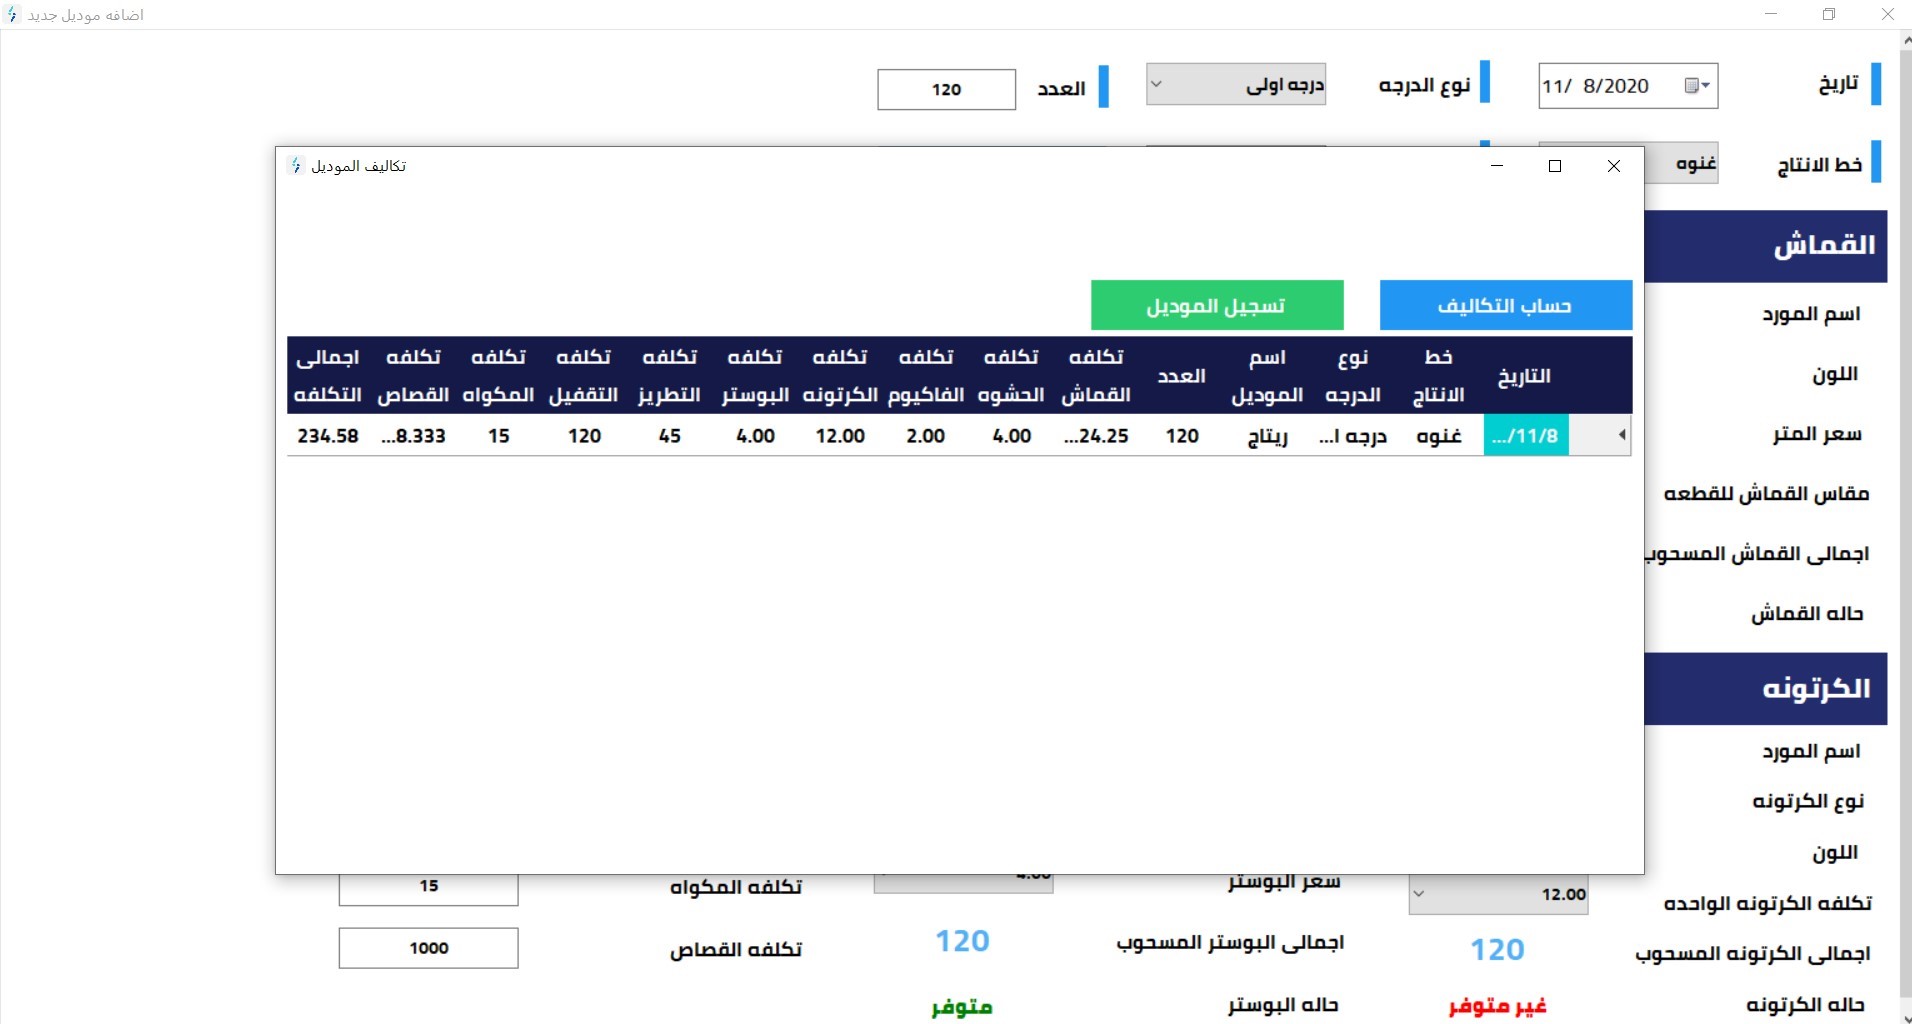 اضافه موديل جديد
تاريخ
11/ 8/2020
نوع الدرجه
درجه اولى
العدد
120
خط الانتاج
غنوه
القماش
اسم المورد
اللون
سعر المتر
مقاس القماش للقطعه
اجمالى القماش المسحوب
حاله القماش
الكرتونه
اسم المورد
نوع الكرتونه
اللون
تكلفه الكرتونه الواحده
12.00
اجمالى الكرتونه المسحوب
120
حاله الكرتونه
غير متوفر
سعر البوستر
4.00
اجمالى البوستر المسحوب
120
حاله البوستر
متوفر
تكلفه المكواه
15
تكلفه القصاص
1000
تكاليف الموديل
حساب التكاليف
تسجيل الموديل
التاريخ خط الانتاج نوع الدرجه اسم الموديل العدد تكلفه القماش تكلفه الحشوه تكلفه الفاكيوم تكلفه الكرتونه تكلفه البوستر تكلفه التطريز تكلفه التقفيل تكلفه المكواه تكلفه القصاص اجمالى التكلفه
11/8/... غنوه درجه ا... ريتاج 120 24.25... 4.00 2.00 12.00 4.00 45 120 15 8.333... 234.58